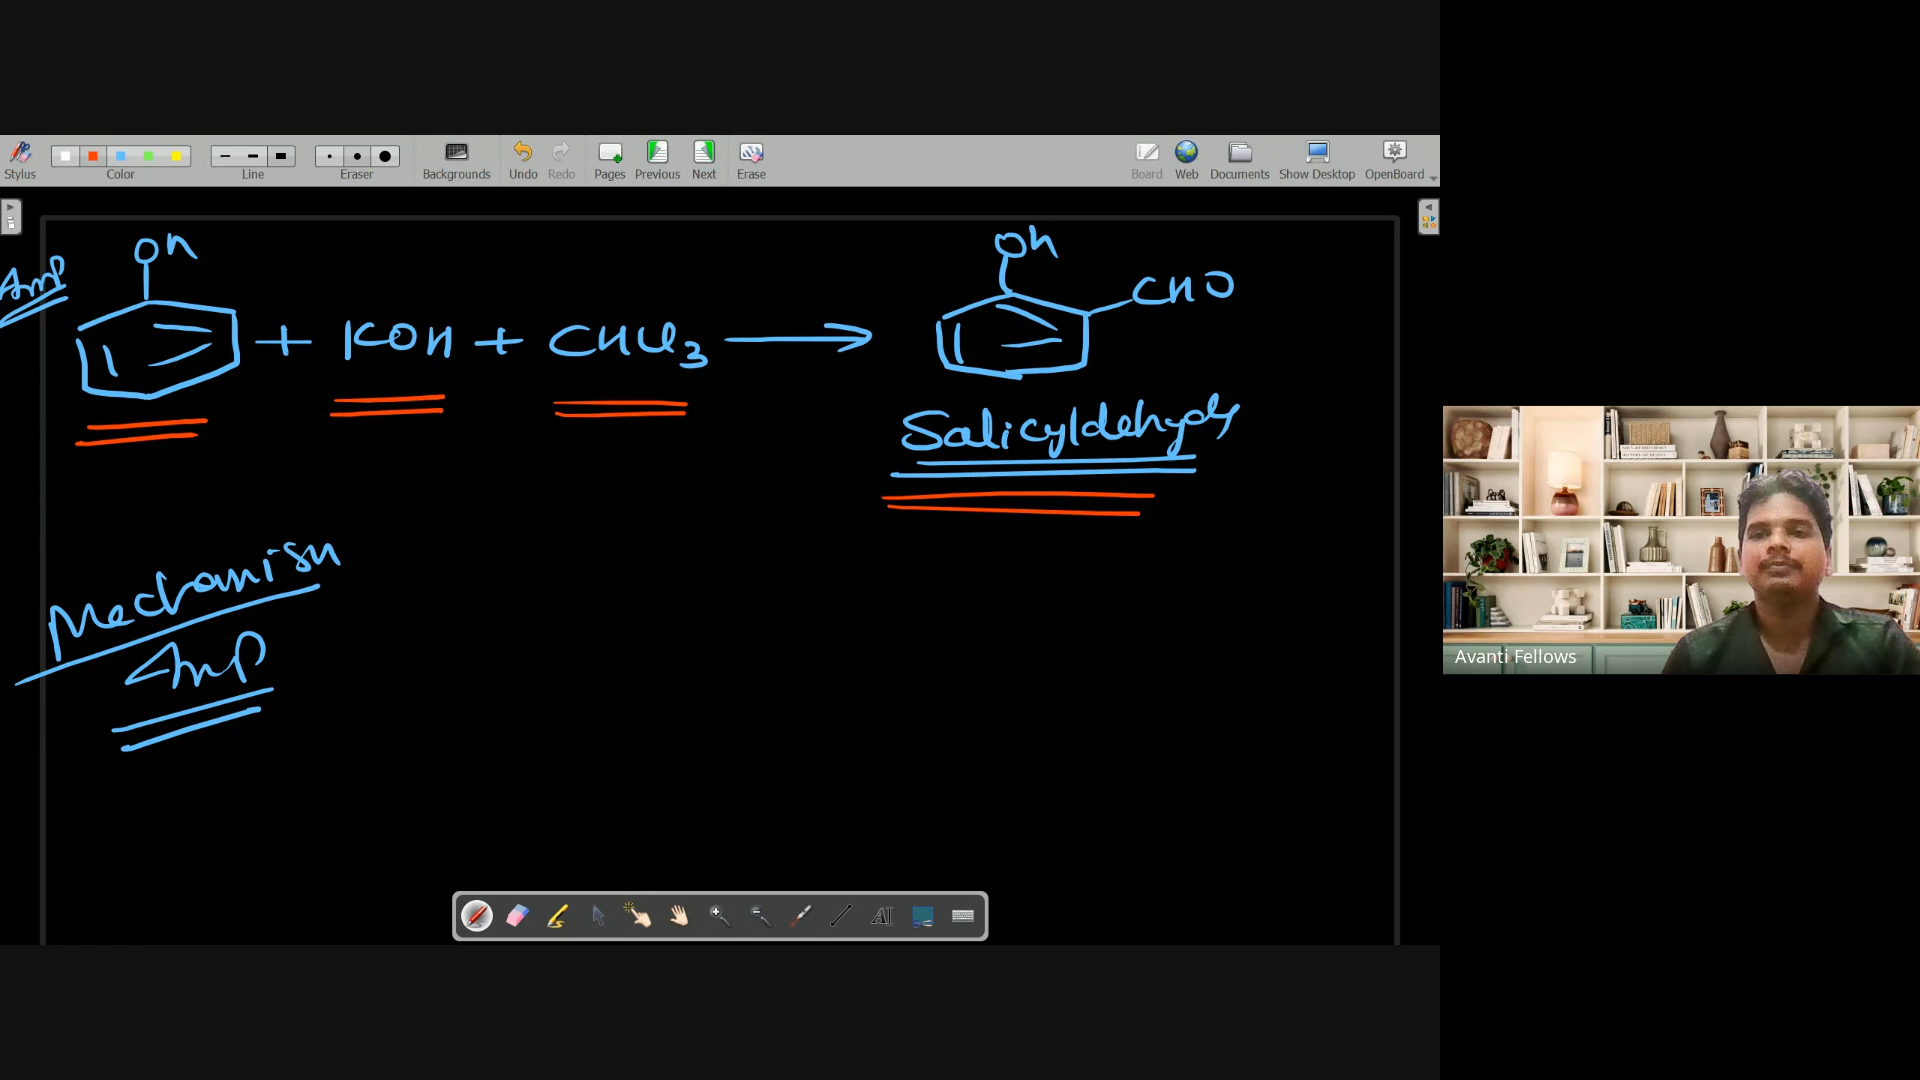 Stylus Color Line Eraser Backgrounds Undo Redo Pages Previous Next Erase Board Web Documents Show Desktop OpenBoard
Imp
OH
+ KOH + CHCl3 →
OH
CHO
Salicyldehyde
Mechanism
Imp
Avanti Fellows